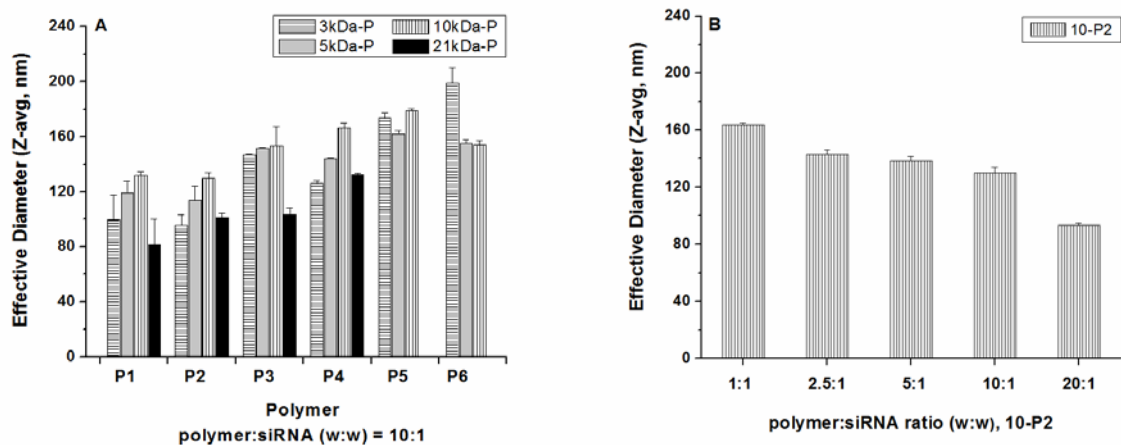 A
3kDa-P 10kDa-P
5kDa-P 21kDa-P
Effective Diameter (Z-avg, nm)
240
200
160
120
80
40
0
P1 P2 P3 P4 P5 P6
Polymer
polymer:siRNA (w:w) = 10:1
B
10-P2
Effective Diameter (Z-avg, nm)
240
200
160
120
80
40
0
1:1 2.5:1 5:1 10:1 20:1
polymer:siRNA ratio (w:w), 10-P2